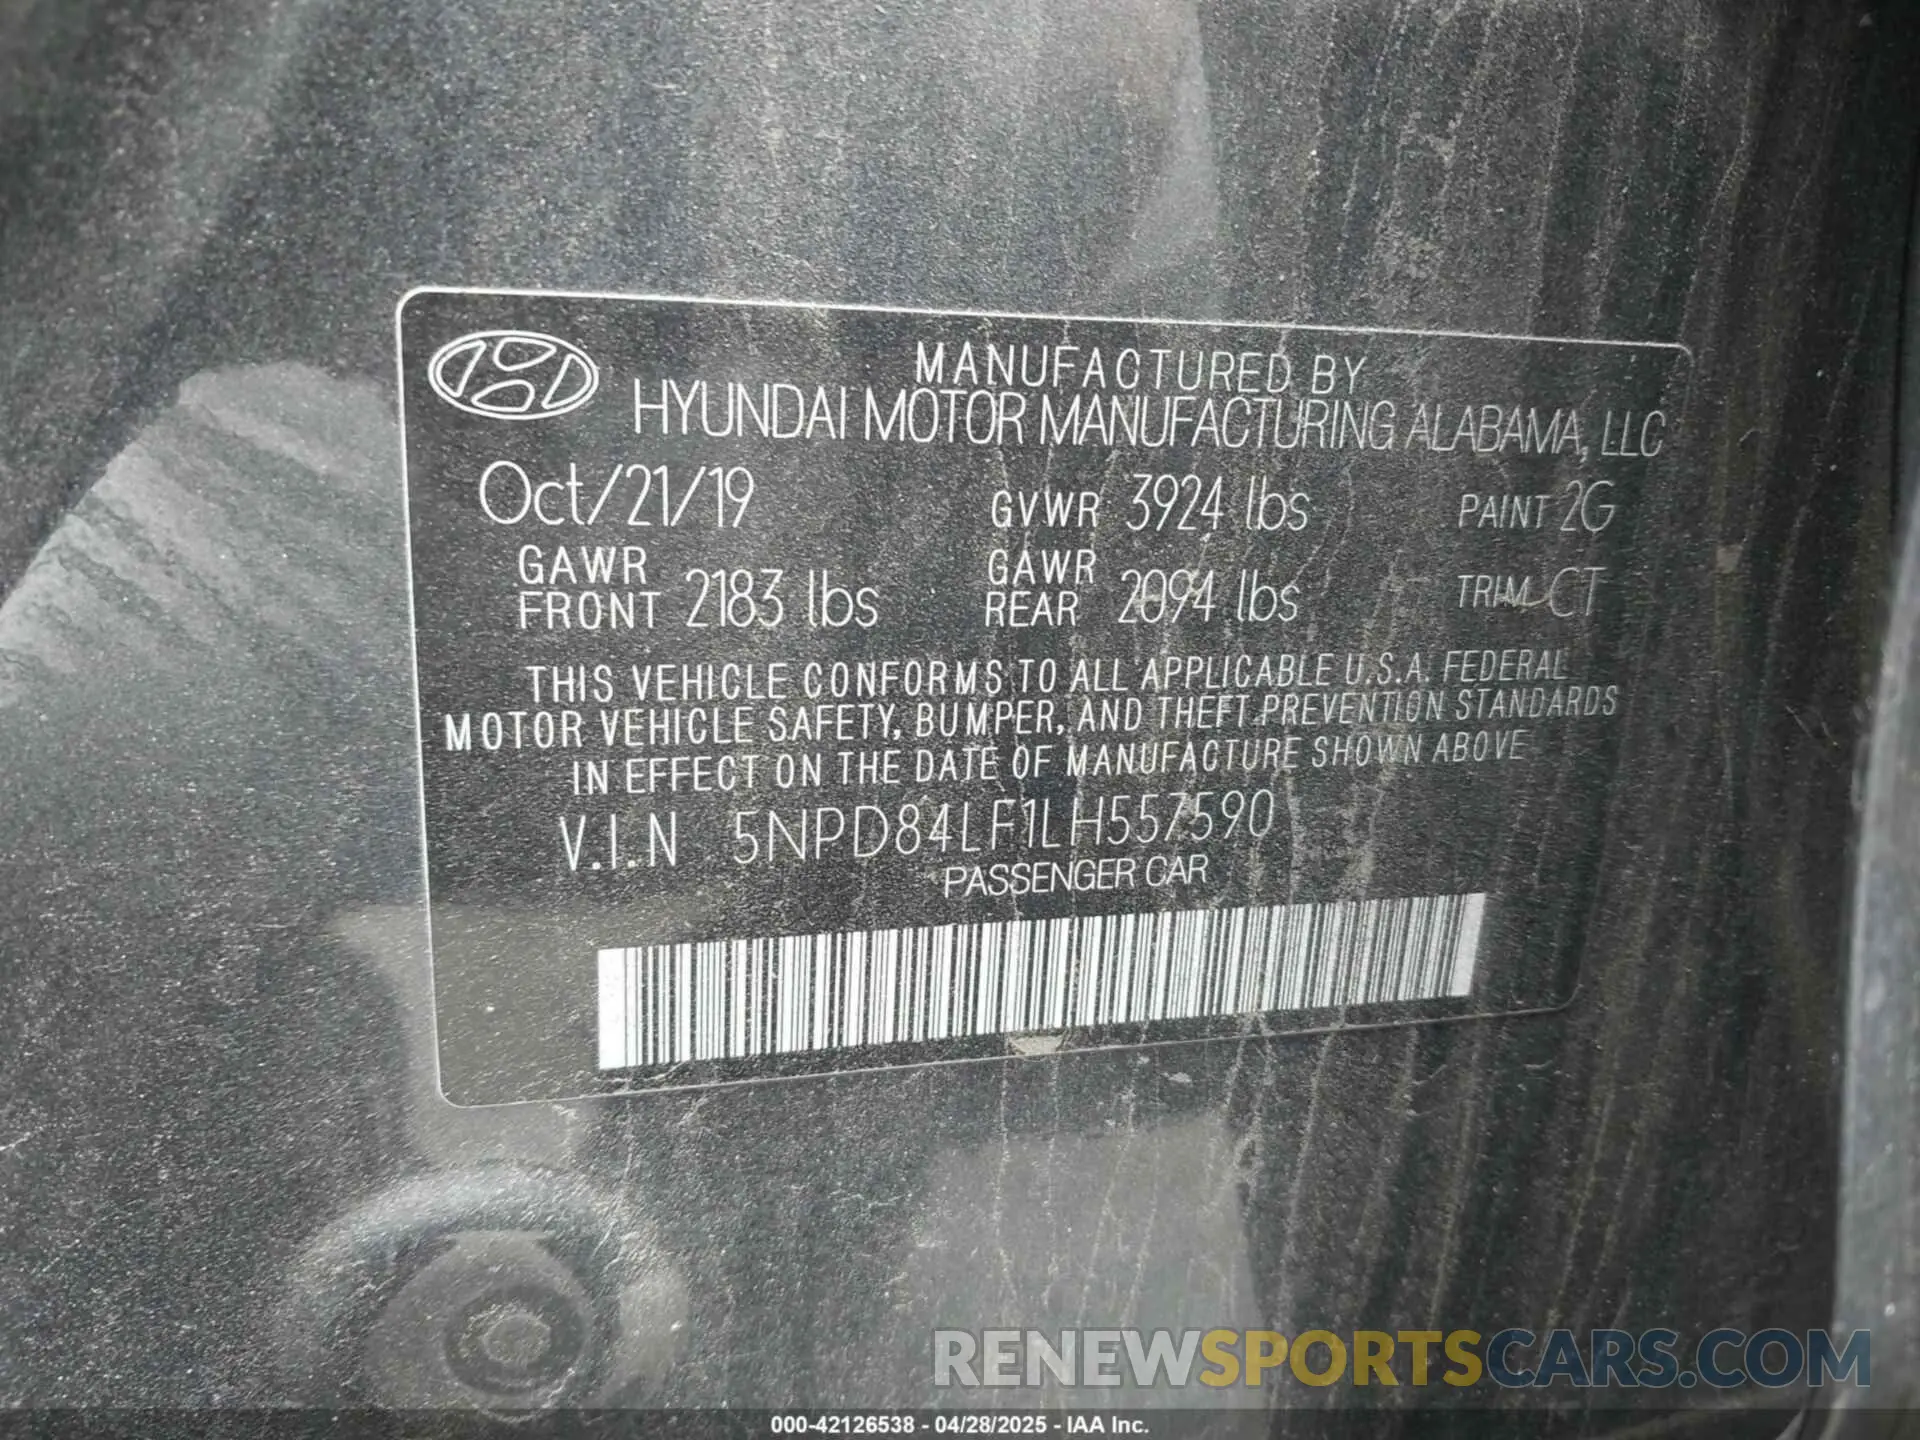 MANUFACTURED BY
HYUNDAI MOTOR MANUFACTURING ALABAMA, LLC
Oct/21/19 GVWR 3924 lbs PAINT 2G
GAWR FRONT 2183 lbs GAWR REAR 2094 lbs TRIM CT
THIS VEHICLE CONFORMS TO ALL APPLICABLE U.S.A. FEDERAL
MOTOR VEHICLE SAFETY, BUMPER, AND THEFT PREVENTION STANDARDS
IN EFFECT ON THE DATE OF MANUFACTURE SHOWN ABOVE
V.I.N 5NPD84LF1LH557590
PASSENGER CAR
RENEWSPORTSCARS.COM
000-42126538 - 04/28/2025 - IAA Inc.